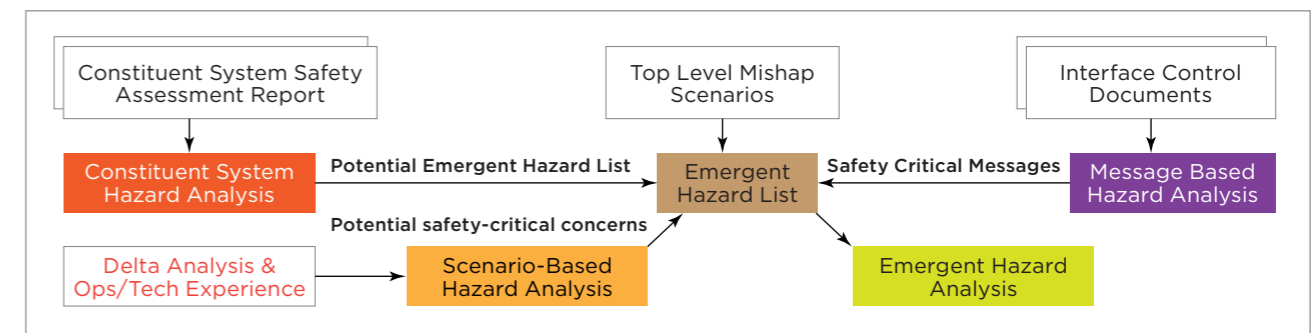 Constituent System Safety
Assessment Report
Top Level Mishap
Scenarios
Interface Control
Documents
Constituent System
Hazard Analysis
Potential Emergent Hazard List
Emergent
Hazard List
Safety Critical Messages
Message Based
Hazard Analysis
Potential safety-critical concerns
Delta Analysis &
Ops/Tech Experience
Scenario-Based
Hazard Analysis
Emergent Hazard
Analysis